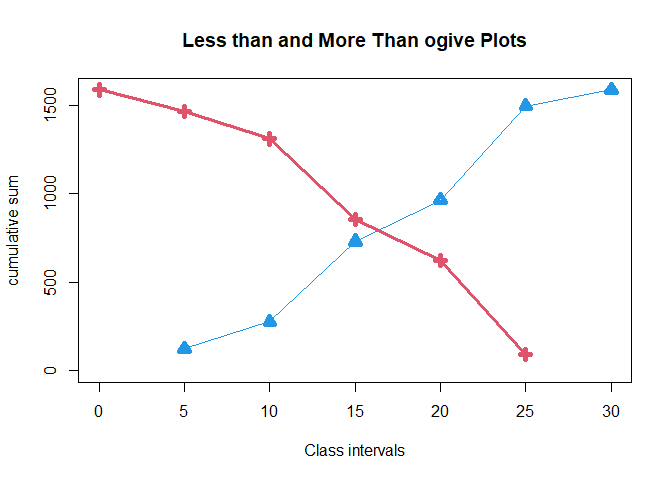 Less than and More Than ogive Plots
cumulative sum
1500
1000
500
0
0 5 10 15 20 25 30
Class intervals